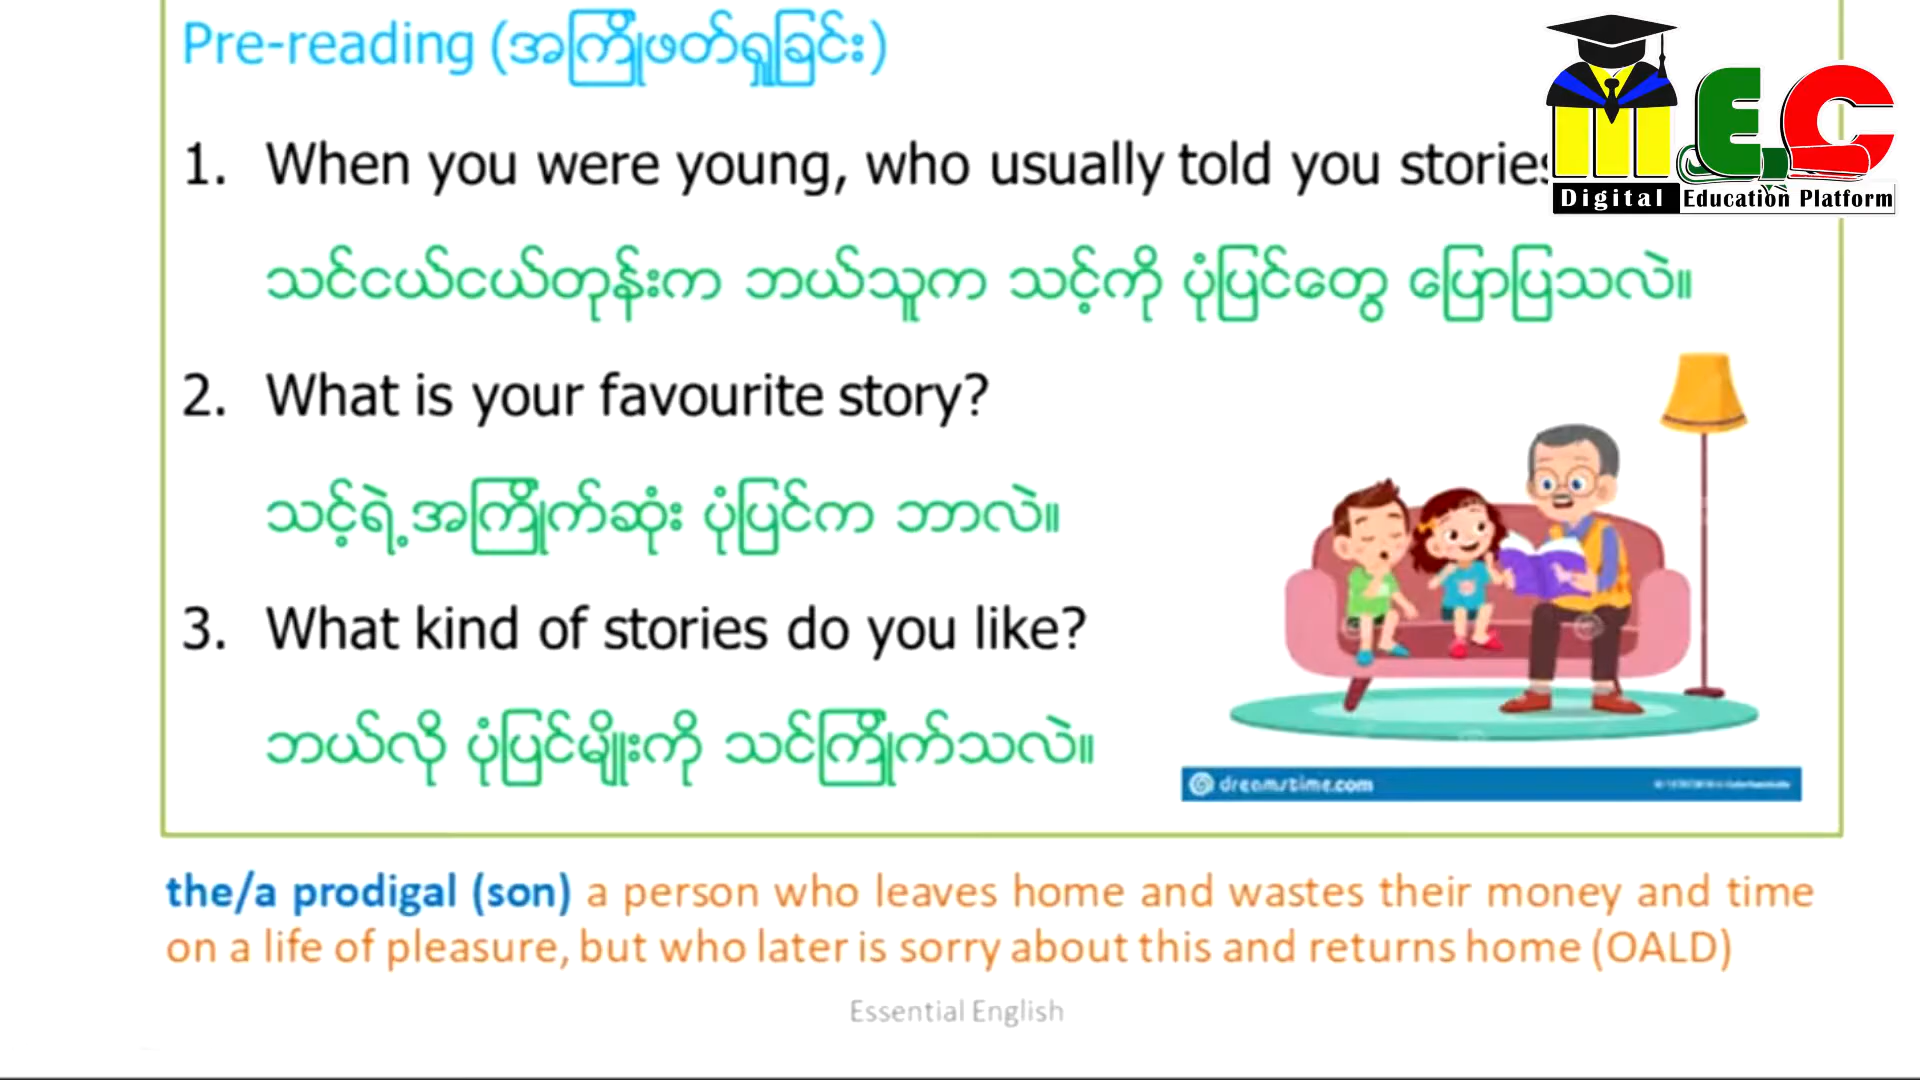 Pre-reading (အကြိုဖတ်ရှုခြင်း)
1. When you were young, who usually told you stories
သင်ငယ်ငယ်တုန်းက ဘယ်သူက သင့်ကို ပုံပြင်တွေ ပြောပြသလဲ။
2. What is your favourite story?
သင့်ရဲ့အကြိုက်ဆုံး ပုံပြင်က ဘာလဲ။
3. What kind of stories do you like?
ဘယ်လို ပုံပြင်မျိုးကို သင်ကြိုက်သလဲ။
MEC
Digital Education Platform
dreamstime.com
the/a prodigal (son) a person who leaves home and wastes their money and time
on a life of pleasure, but who later is sorry about this and returns home (OALD)
Essential English